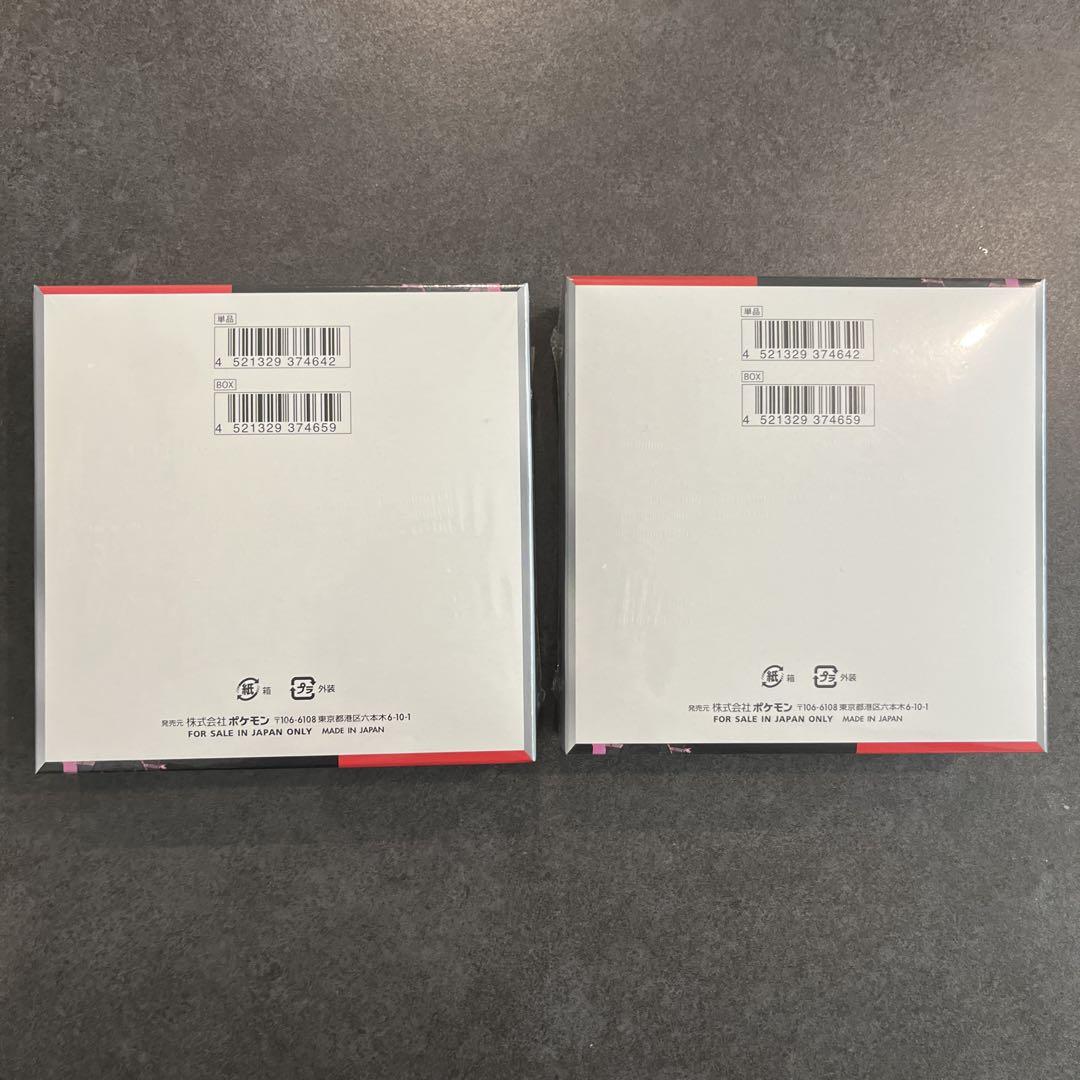 単品
4 521329 374642
BOX
4 521329 374659
紙 箱 プラ 外装
発売元 株式会社 ポケモン 〒106-6108 東京都港区六本木6-10-1
FOR SALE IN JAPAN ONLY MADE IN JAPAN
単品
4 521329 374642
BOX
4 521329 374659
紙 箱 プラ 外装
発売元 株式会社 ポケモン 〒106-6108 東京都港区六本木6-10-1
FOR SALE IN JAPAN ONLY MADE IN JAPAN